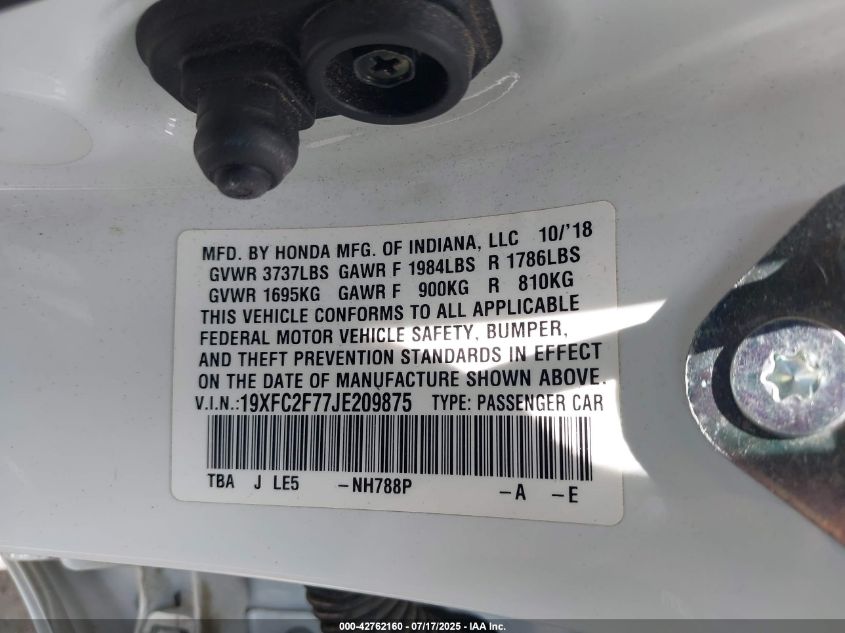 MFD. BY HONDA MFG. OF INDIANA, LLC 10/'18
GVWR 3737LBS GAWR F 1984LBS R 1786LBS
GVWR 1695KG GAWR F 900KG R 810KG
THIS VEHICLE CONFORMS TO ALL APPLICABLE
FEDERAL MOTOR VEHICLE SAFETY, BUMPER,
AND THEFT PREVENTION STANDARDS IN EFFECT
ON THE DATE OF MANUFACTURE SHOWN ABOVE.
V.I.N.:19XFC2F77JE209875 TYPE: PASSENGER CAR
TBA J LE5 -NH788P -A -E
000-42762160 - 07/17/2025 - IAA Inc.